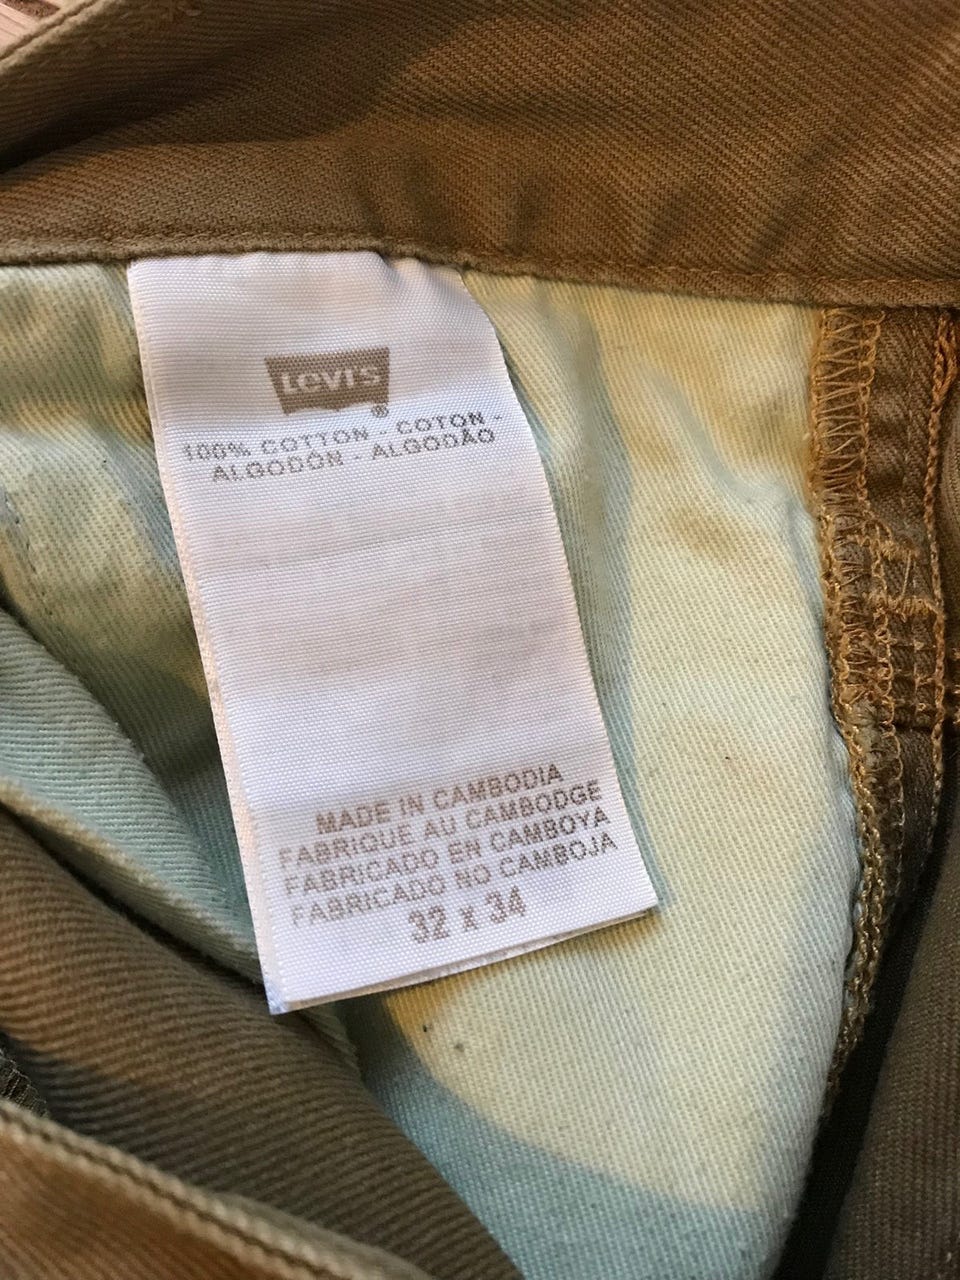 Levi's
®
100% COTTON - COTON -
ALGODÓN - ALGODÃO
MADE IN CAMBODIA
FABRIQUE AU CAMBODGE
FABRICADO EN CAMBOYA
FABRICADO NO CAMBOJA
32 x 34